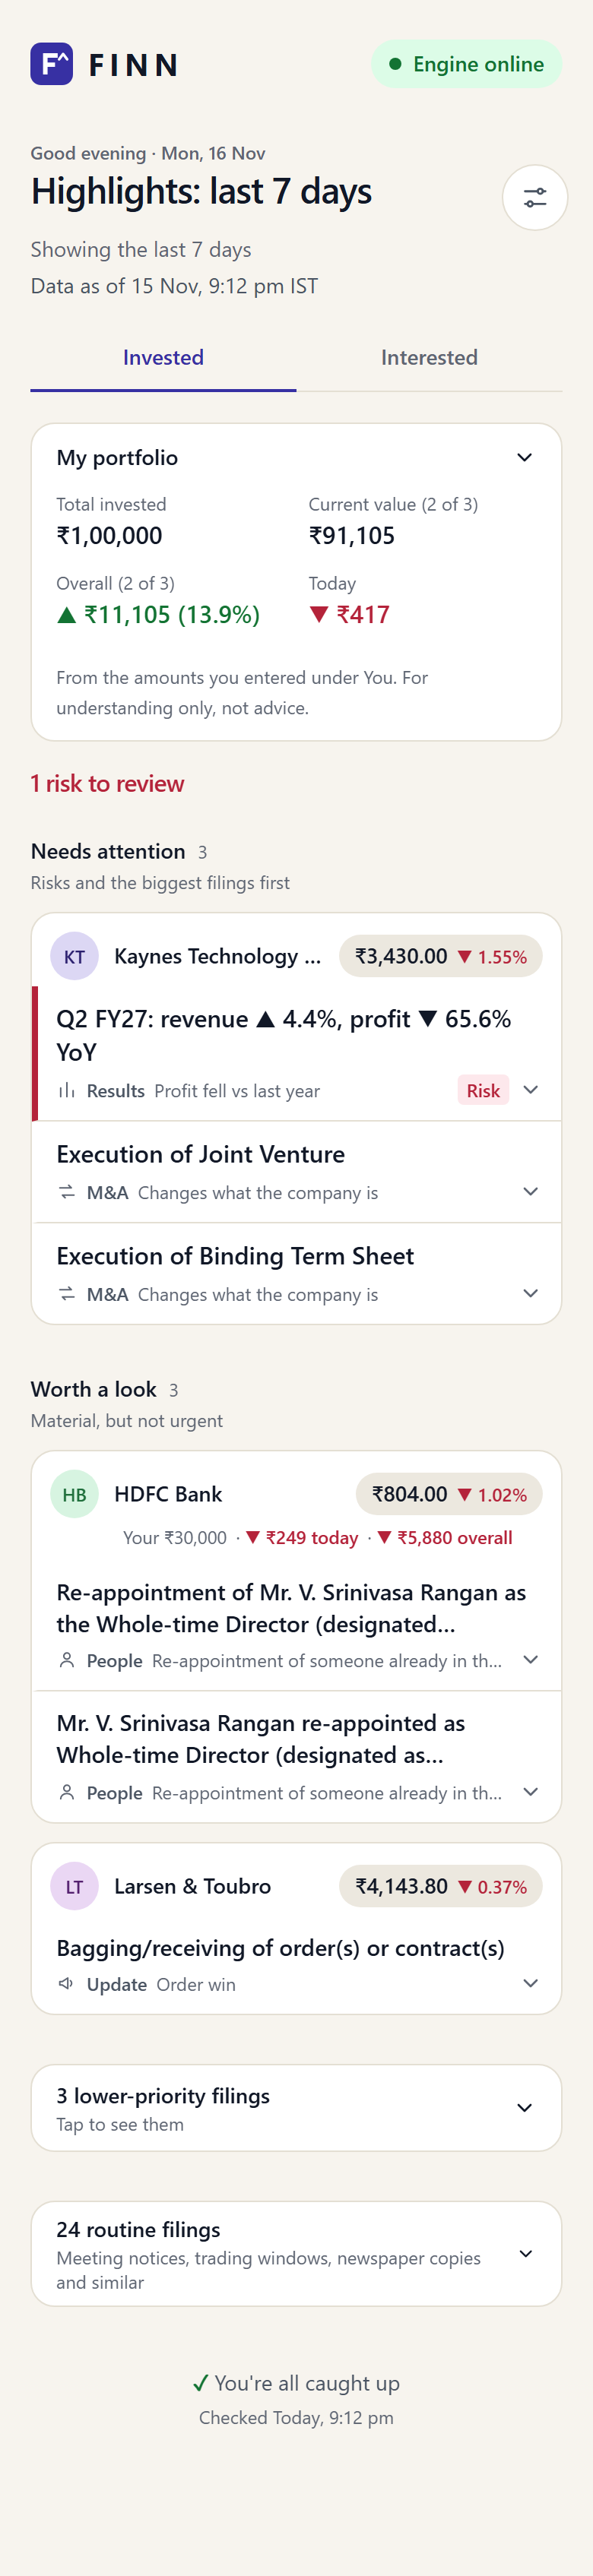 F^ FINN
Engine online
Good evening · Mon, 16 Nov
Highlights: last 7 days
Showing the last 7 days
Data as of 15 Nov, 9:12 pm IST
Invested
Interested
My portfolio
Total invested
Current value (2 of 3)
₹1,00,000
₹91,105
Overall (2 of 3)
Today
▲ ₹11,105 (13.9%)
▼ ₹417
From the amounts you entered under You. For
understanding only, not advice.
1 risk to review
Needs attention 3
Risks and the biggest filings first
KT
Kaynes Technology ...
₹3,430.00 ▼ 1.55%
Q2 FY27: revenue ▲ 4.4%, profit ▼ 65.6%
YoY
Results Profit fell vs last year
Risk
Execution of Joint Venture
M&A Changes what the company is
Execution of Binding Term Sheet
M&A Changes what the company is
Worth a look 3
Material, but not urgent
HB
HDFC Bank
₹804.00 ▼ 1.02%
Your ₹30,000 · ▼ ₹249 today · ▼ ₹5,880 overall
Re-appointment of Mr. V. Srinivasa Rangan as
the Whole-time Director (designated...
People Re-appointment of someone already in th...
Mr. V. Srinivasa Rangan re-appointed as
Whole-time Director (designated as...
People Re-appointment of someone already in th...
LT
Larsen & Toubro
₹4,143.80 ▼ 0.37%
Bagging/receiving of order(s) or contract(s)
Update Order win
3 lower-priority filings
Tap to see them
24 routine filings
Meeting notices, trading windows, newspaper copies
and similar
✓ You're all caught up
Checked Today, 9:12 pm